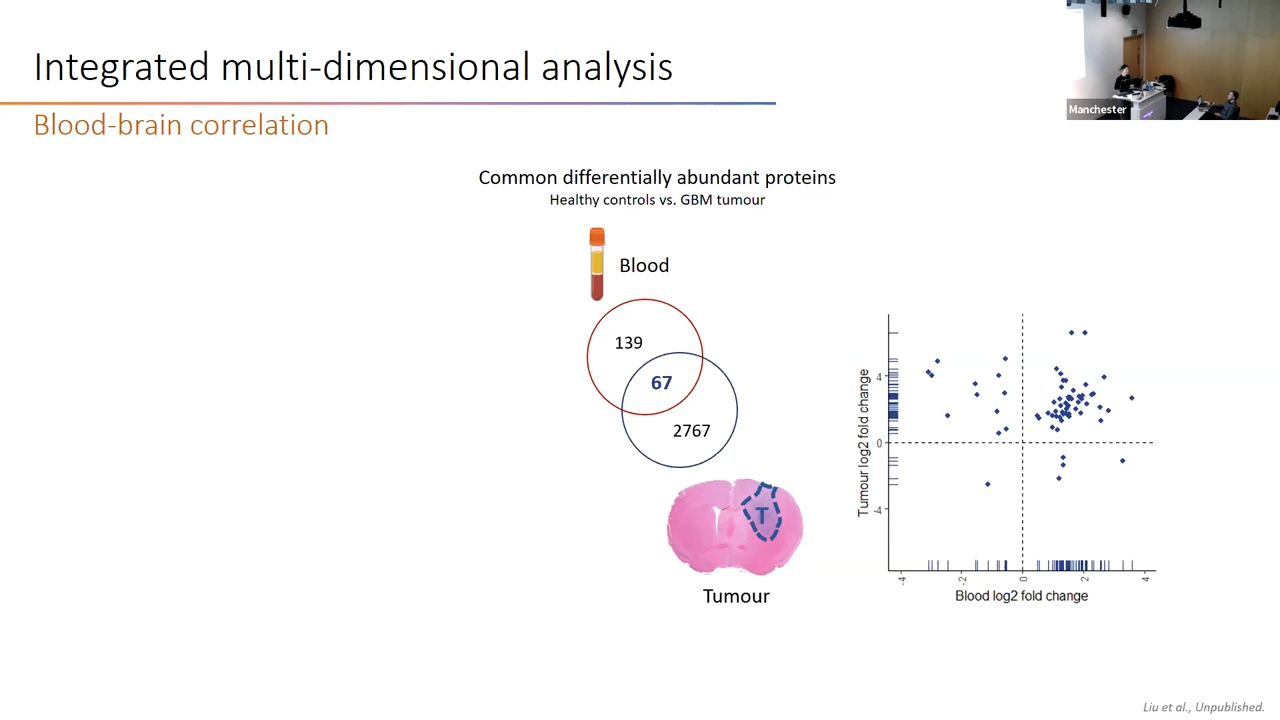 Integrated multi-dimensional analysis
Manchester
Blood-brain correlation
Common differentially abundant proteins
Healthy controls vs. GBM tumour
Blood
139
67
2767
T
Tumour
Tumour log2 fold change
4
0
-4
-4
-2
0
2
4
Blood log2 fold change
Liu et al., Unpublished.